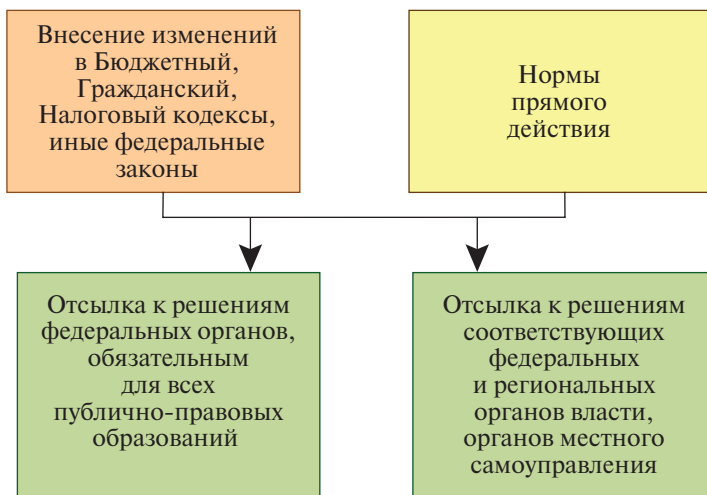 Внесение изменений
в Бюджетный,
Гражданский,
Налоговый кодексы,
иные федеральные
законы
Нормы
прямого
действия
Отсылка к решениям
федеральных органов,
обязательным
для всех
публично-правовых
образований
Отсылка к решениям
соответствующих
федеральных
и региональных
органов власти,
органов местного
самоуправления